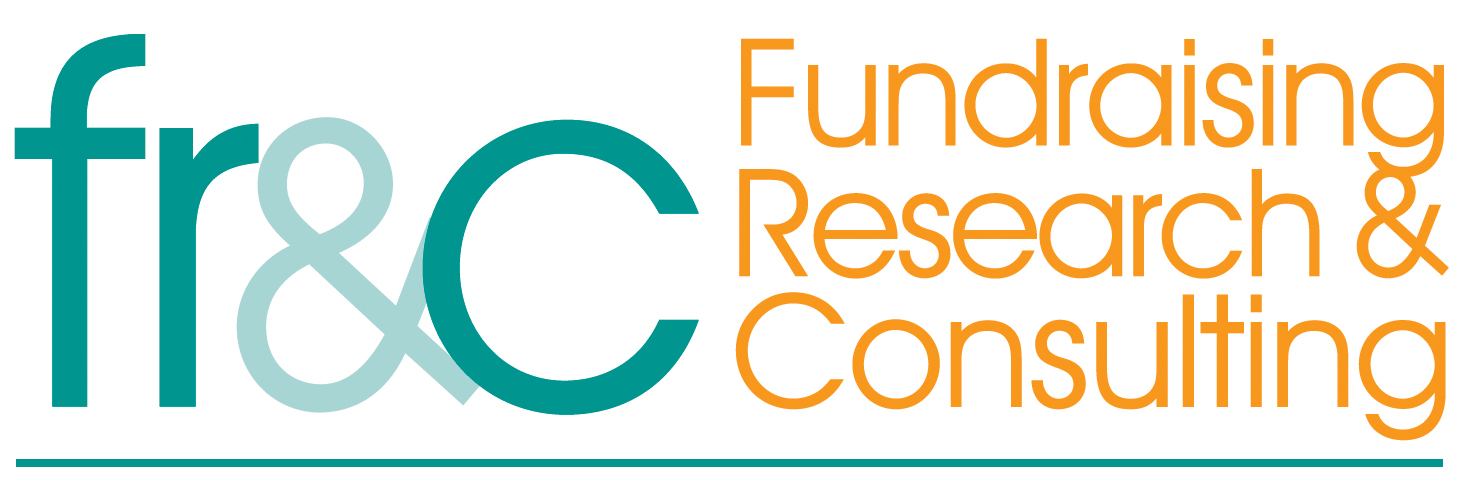 fr&c
Fundraising
Research &
Consulting